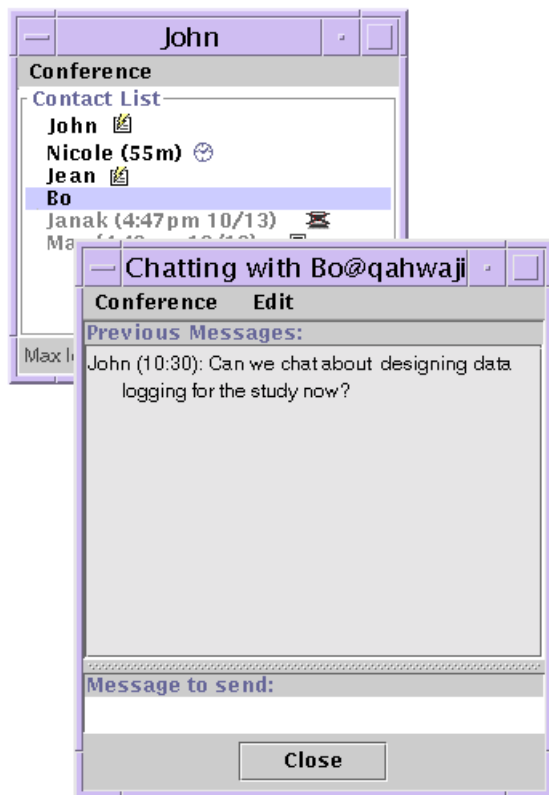 John
Conference
Contact List
John
Nicole (55m)
Jean
Bo
Janak (4:47pm 10/13)
Max
Chatting with Bo@qahwaji
Conference Edit
Previous Messages:
John (10:30): Can we chat about designing data
logging for the study now?
Message to send:
Close